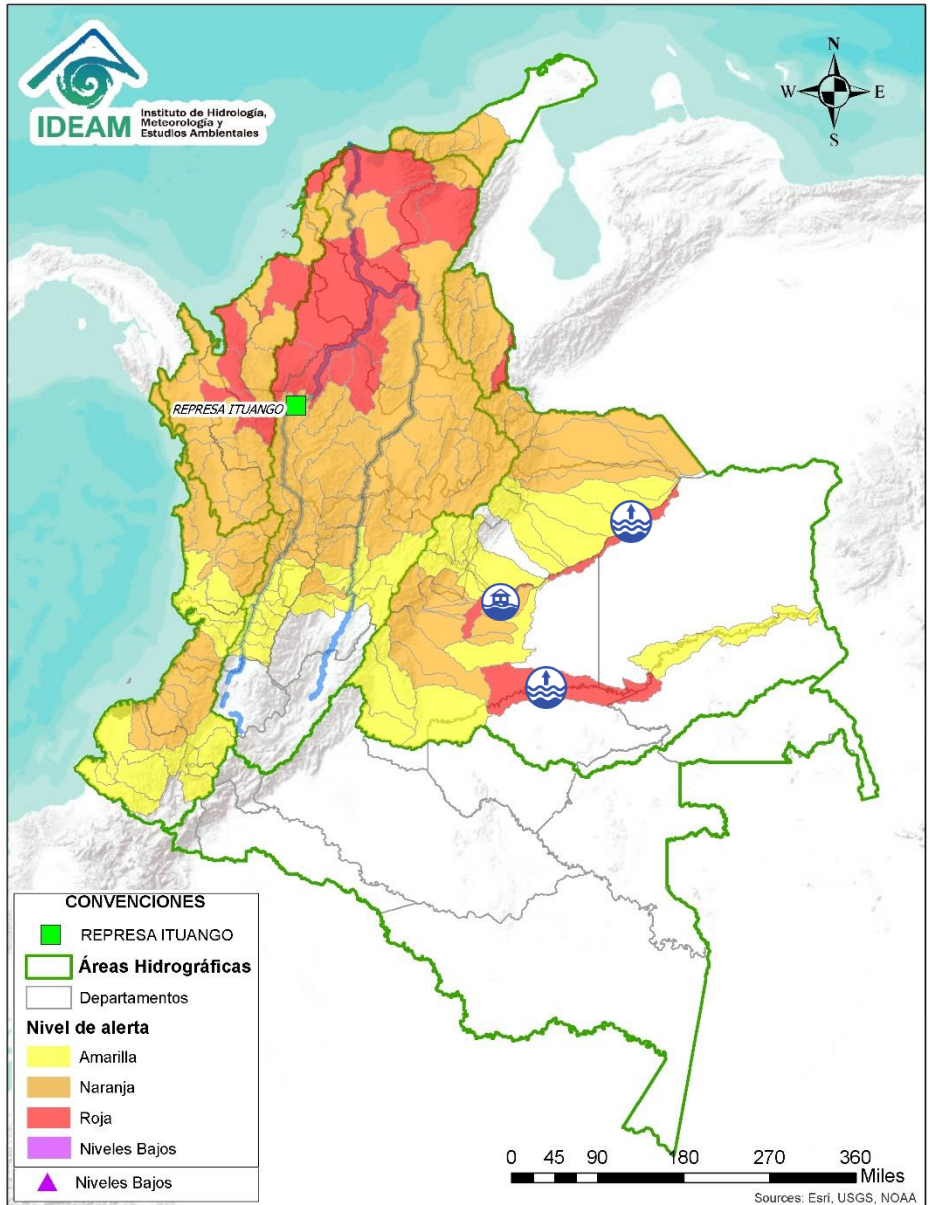 IDEAM
Instituto de Hidrología,
Meteorología y
Estudios Ambientales
N
W
E
S
REPRESA ITUANGO
CONVENCIONES
REPRESA ITUANGO
Áreas Hidrográficas
Departamentos
Nivel de alerta
Amarilla
Naranja
Roja
Niveles Bajos
Niveles Bajos
0 45 90 180 270 360
Miles
Sources: Esri, USGS, NOAA